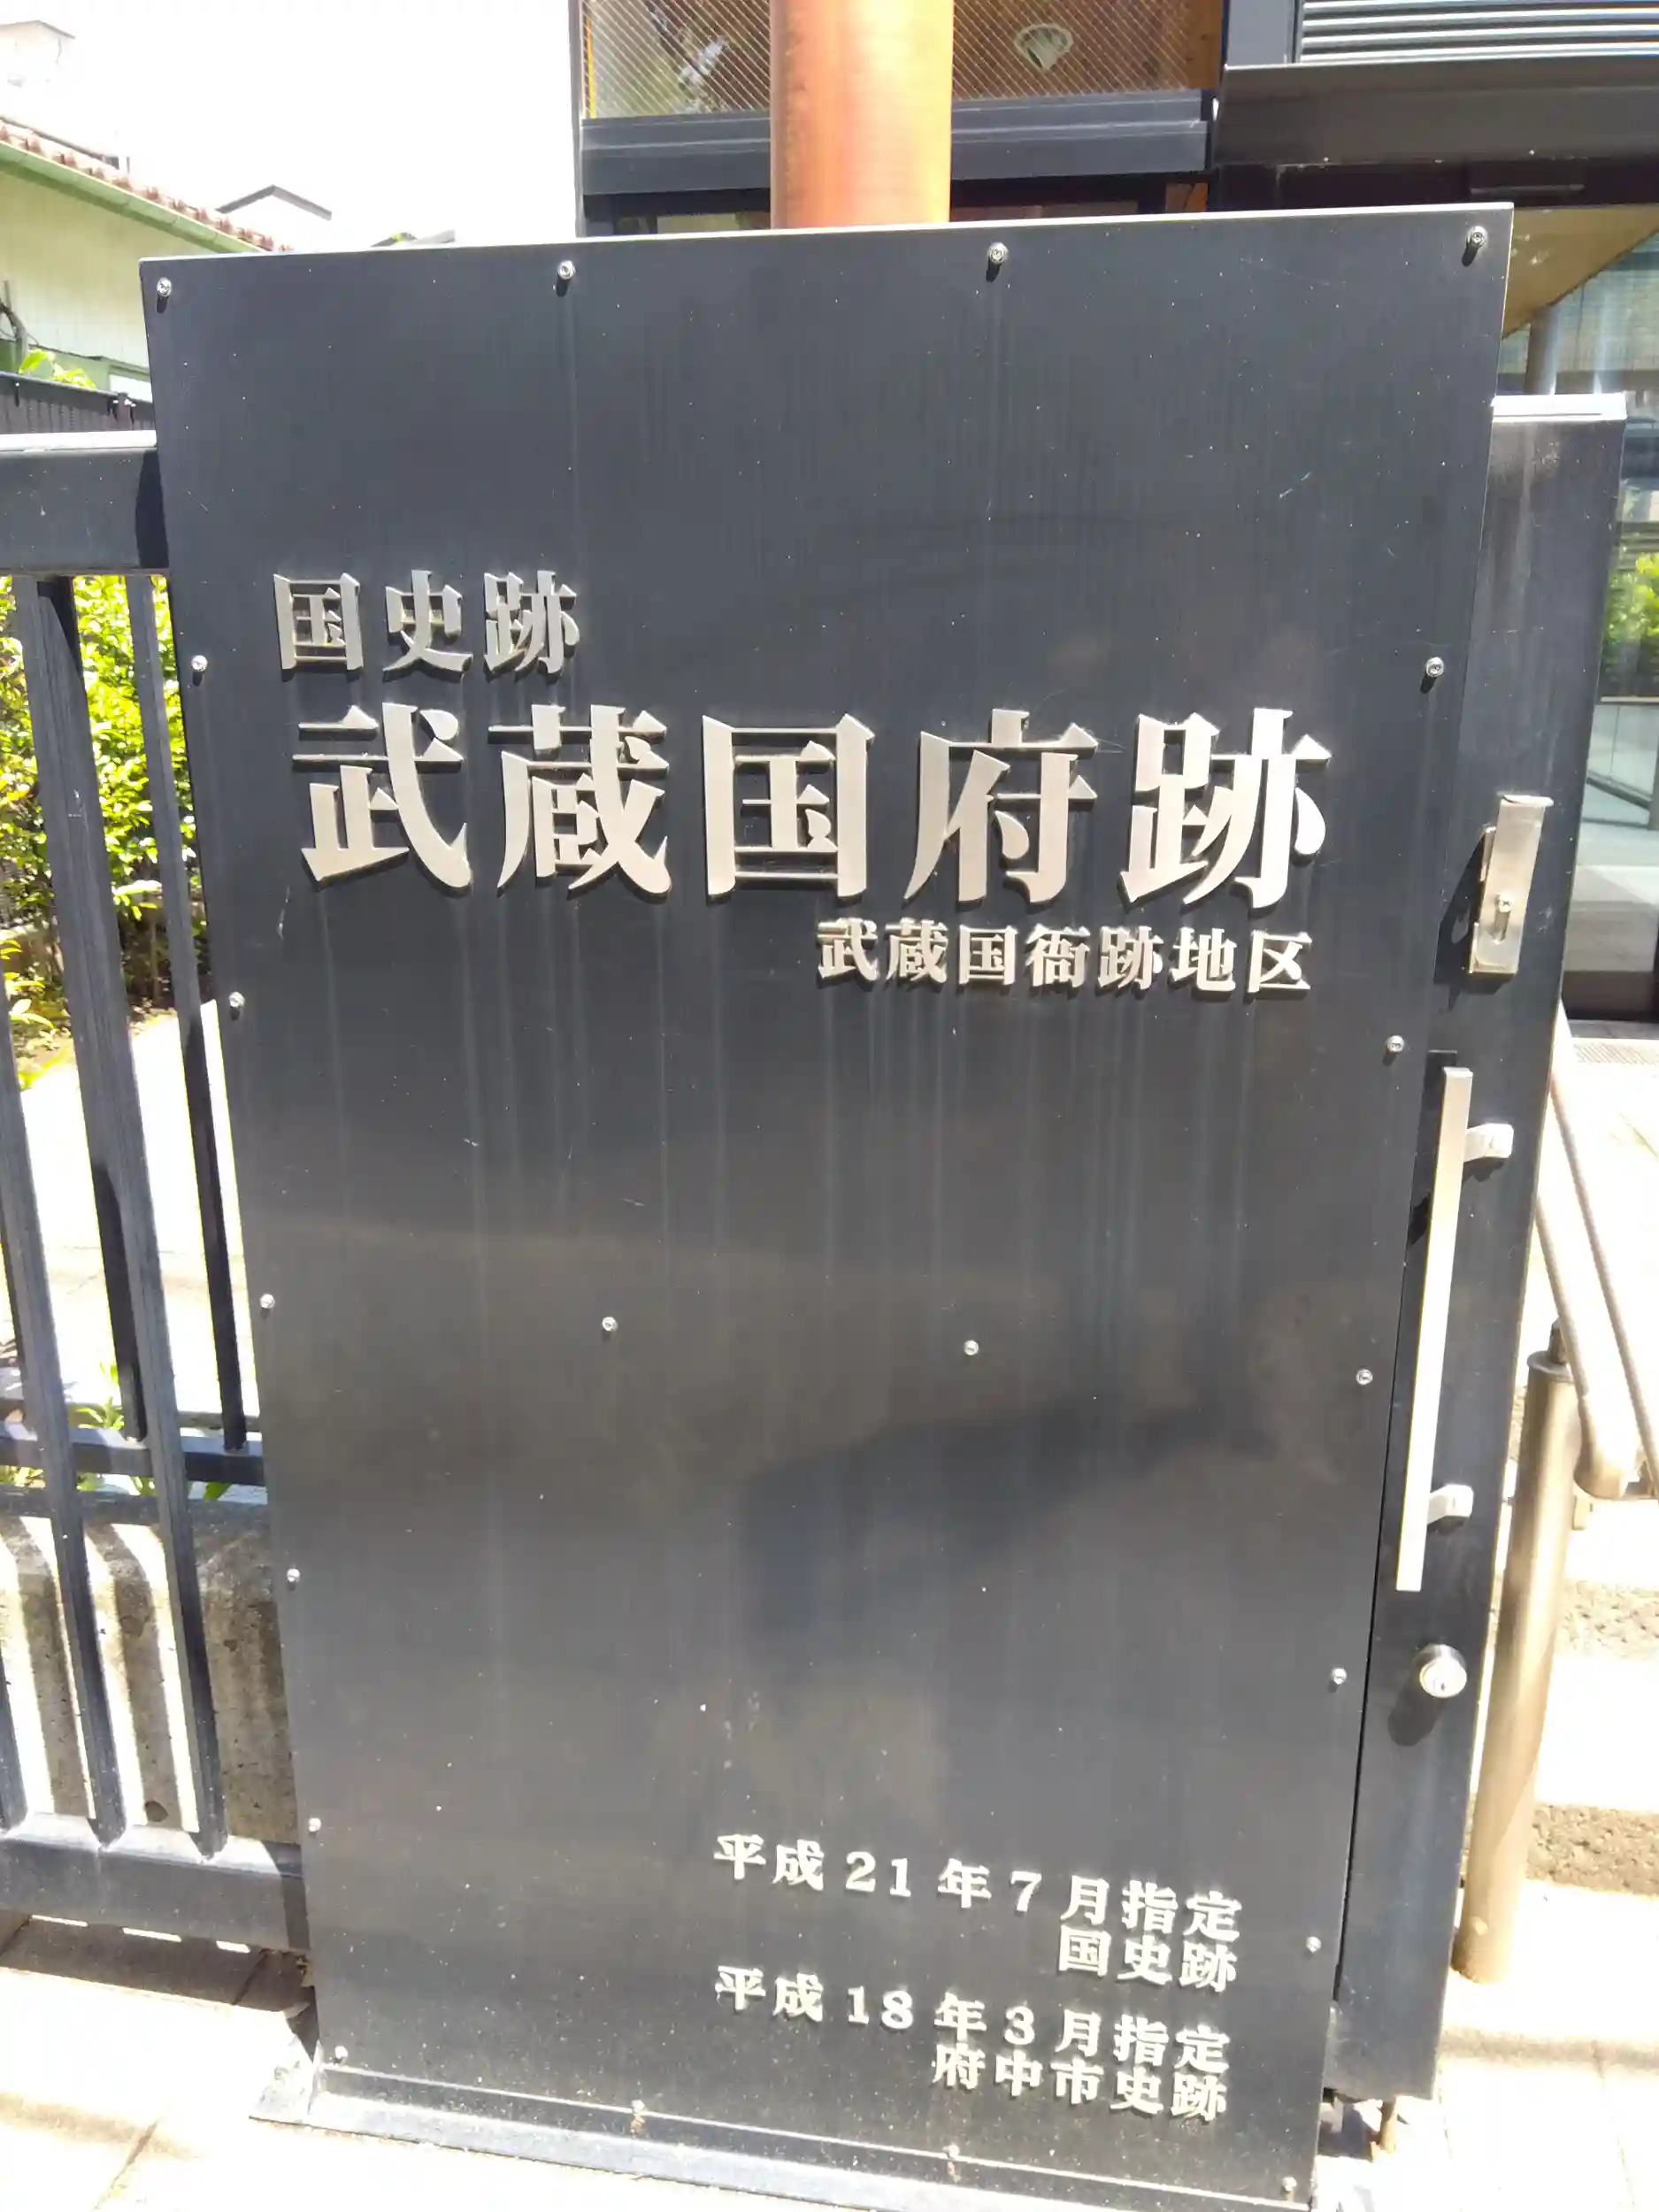 国史跡
武蔵国府跡
武蔵国衙跡地区
平成21年7月指定
国史跡
平成18年3月指定
府中市史跡